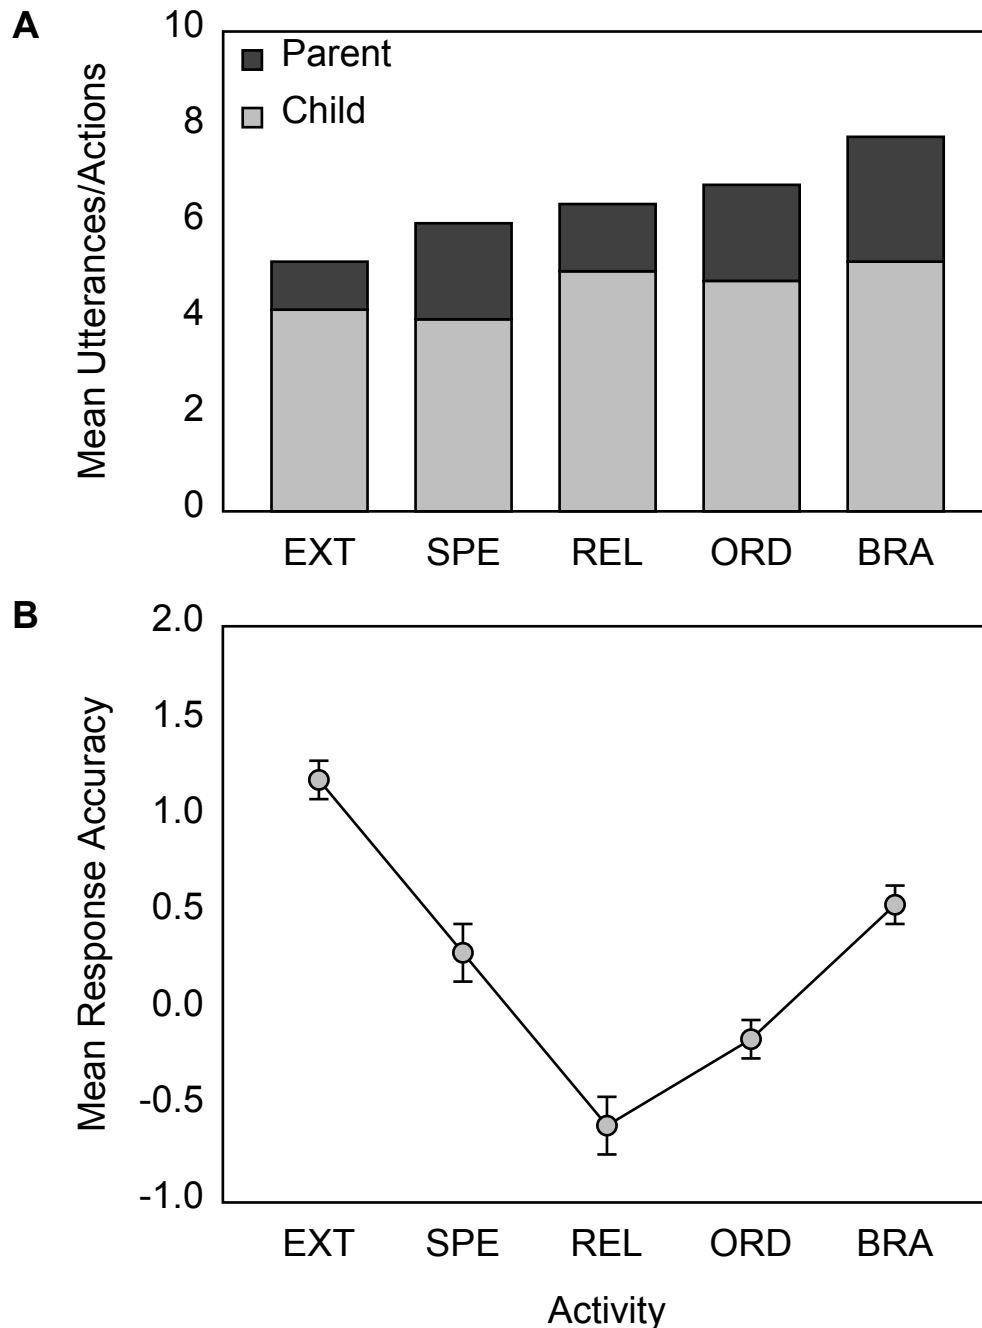 A
Mean Utterances/Actions
10
8
6
4
2
0
Parent
Child
EXT SPE REL ORD BRA
B
Mean Response Accuracy
2.0
1.5
1.0
0.5
0.0
-0.5
-1.0
EXT SPE REL ORD BRA
Activity